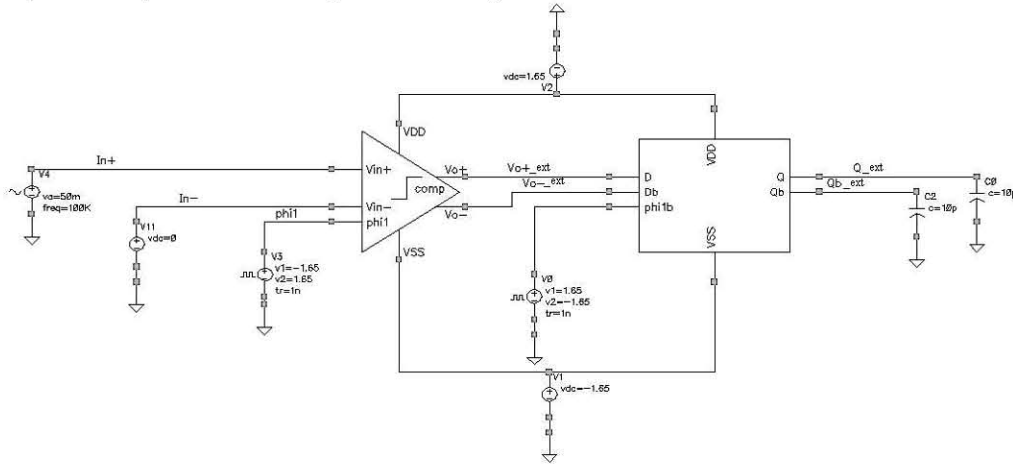 vdc=1.65
V2
VDD
In+
V4
va=50m
freq=100K
In-
V11
vdc=0
phi1
V3
v1=-1.65
v2=1.65
tr=1n
Vin+
Vin-
phi1
comp
Vo+
Vo-
VSS
Vo+_ext
Vo-_ext
V0
v1=1.65
v2=-1.65
tr=1n
D
Db
phi1b
VDD
VSS
Q
Qb
Q_ext
Qb_ext
C2
c=10p
C0
c=10p
V1
vdc=-1.65